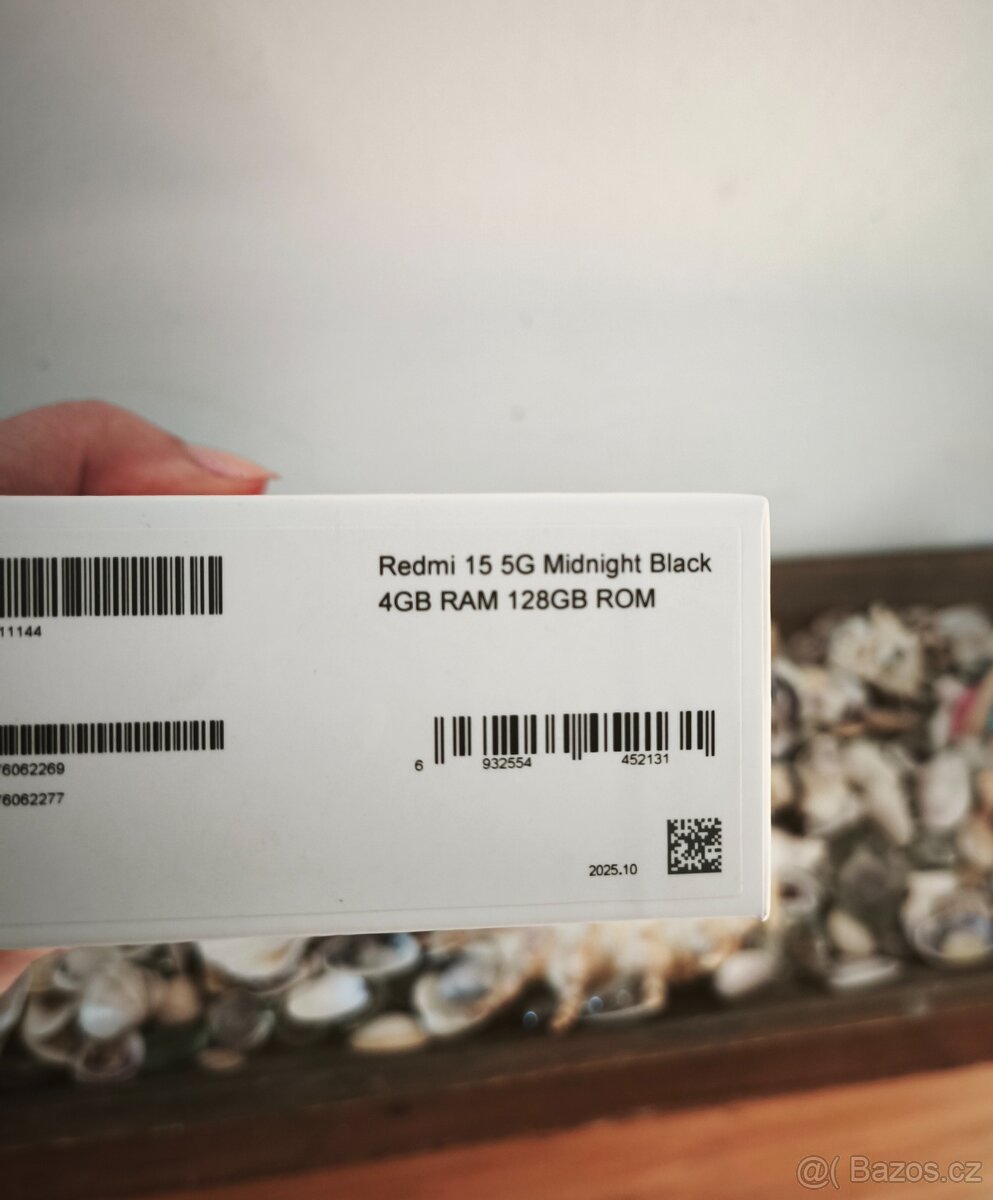 Redmi 15 5G Midnight Black
4GB RAM 128GB ROM
11144
76062269
76062277
6 932554 452131
2025.10
@( Bazos.cz